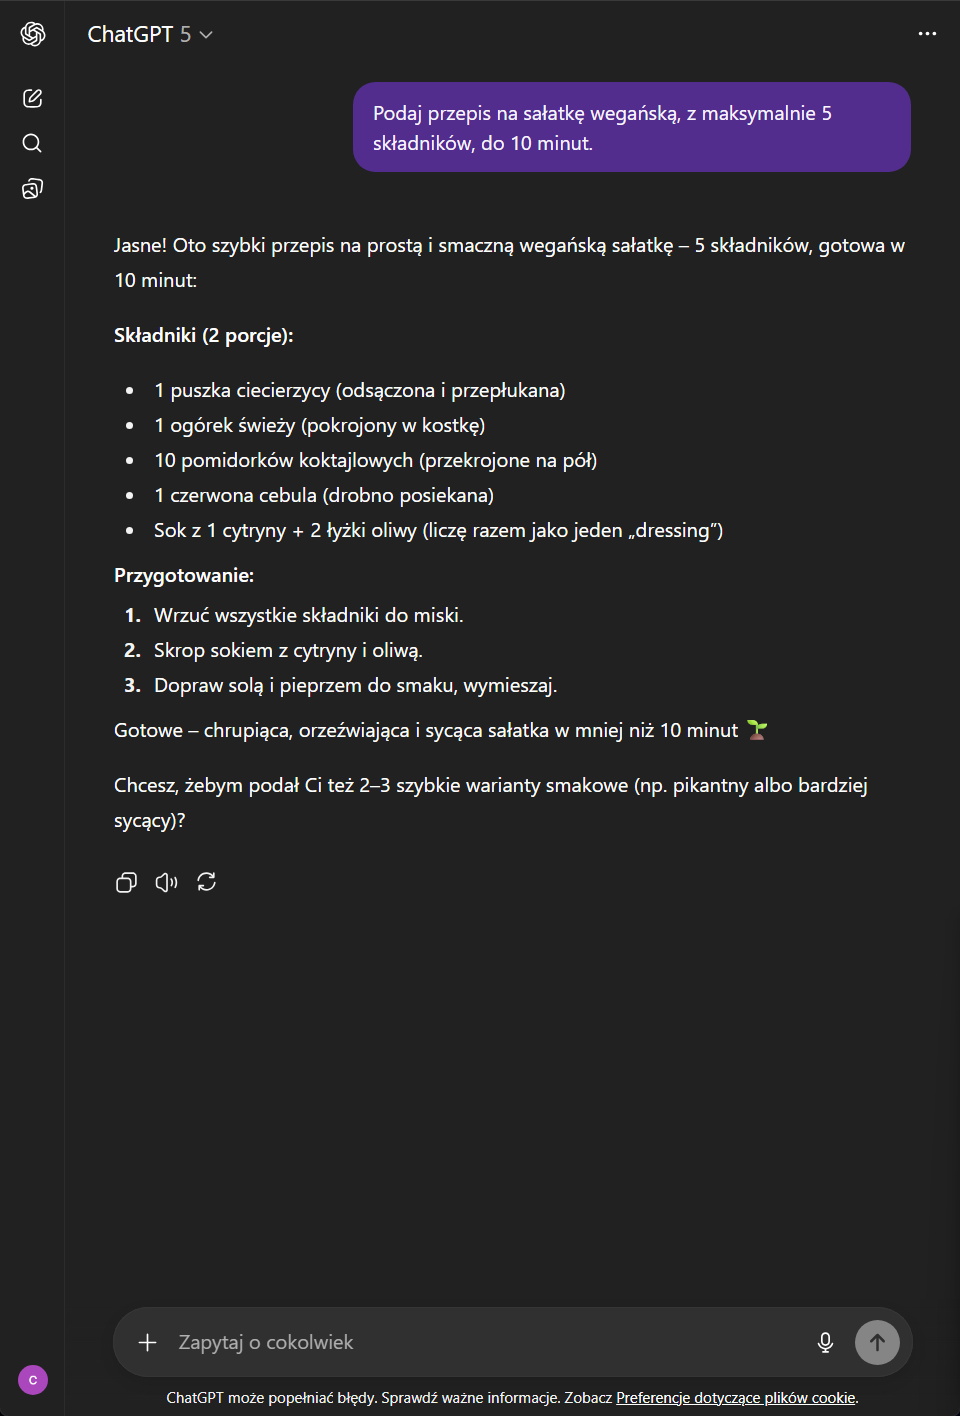 ChatGPT 5
Podaj przepis na sałatkę wegańską, z maksymalnie 5
składników, do 10 minut.
Jasne! Oto szybki przepis na prostą i smaczną wegańską sałatkę – 5 składników, gotowa w
10 minut:
Składniki (2 porcje):
• 1 puszka ciecierzycy (odsączona i przepłukana)
• 1 ogórek świeży (pokrojony w kostkę)
• 10 pomidorków koktajlowych (przekrojone na pół)
• 1 czerwona cebula (drobno posiekana)
• Sok z 1 cytryny + 2 łyżki oliwy (liczę razem jako jeden „dressing”)
Przygotowanie:
1. Wrzuć wszystkie składniki do miski.
2. Skrop sokiem z cytryny i oliwą.
3. Dopraw solą i pieprzem do smaku, wymieszaj.
Gotowe – chrupiąca, orzeźwiająca i sycąca sałatka w mniej niż 10 minut 🌱
Chcesz, żebym podał Ci też 2–3 szybkie warianty smakowe (np. pikantny albo bardziej
sycący)?
Zapytaj o cokolwiek
C
ChatGPT może popełniać błędy. Sprawdź ważne informacje. Zobacz Preferencje dotyczące plików cookie.